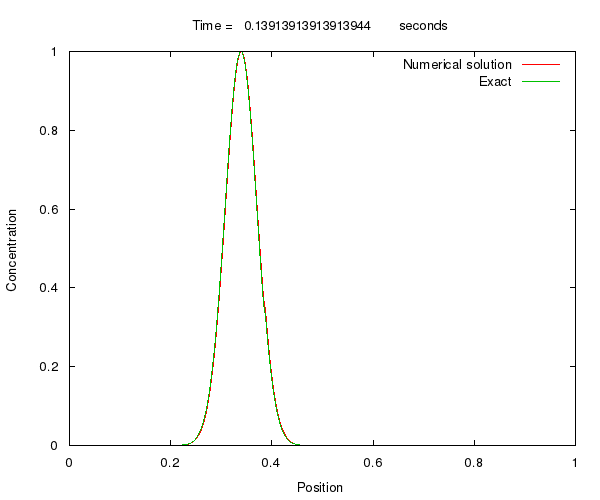 Time = 0.13913913913913944 seconds
Numerical solution
Exact
1
0.8
0.6
0.4
0.2
0
Concentration
0 0.2 0.4 0.6 0.8 1
Position